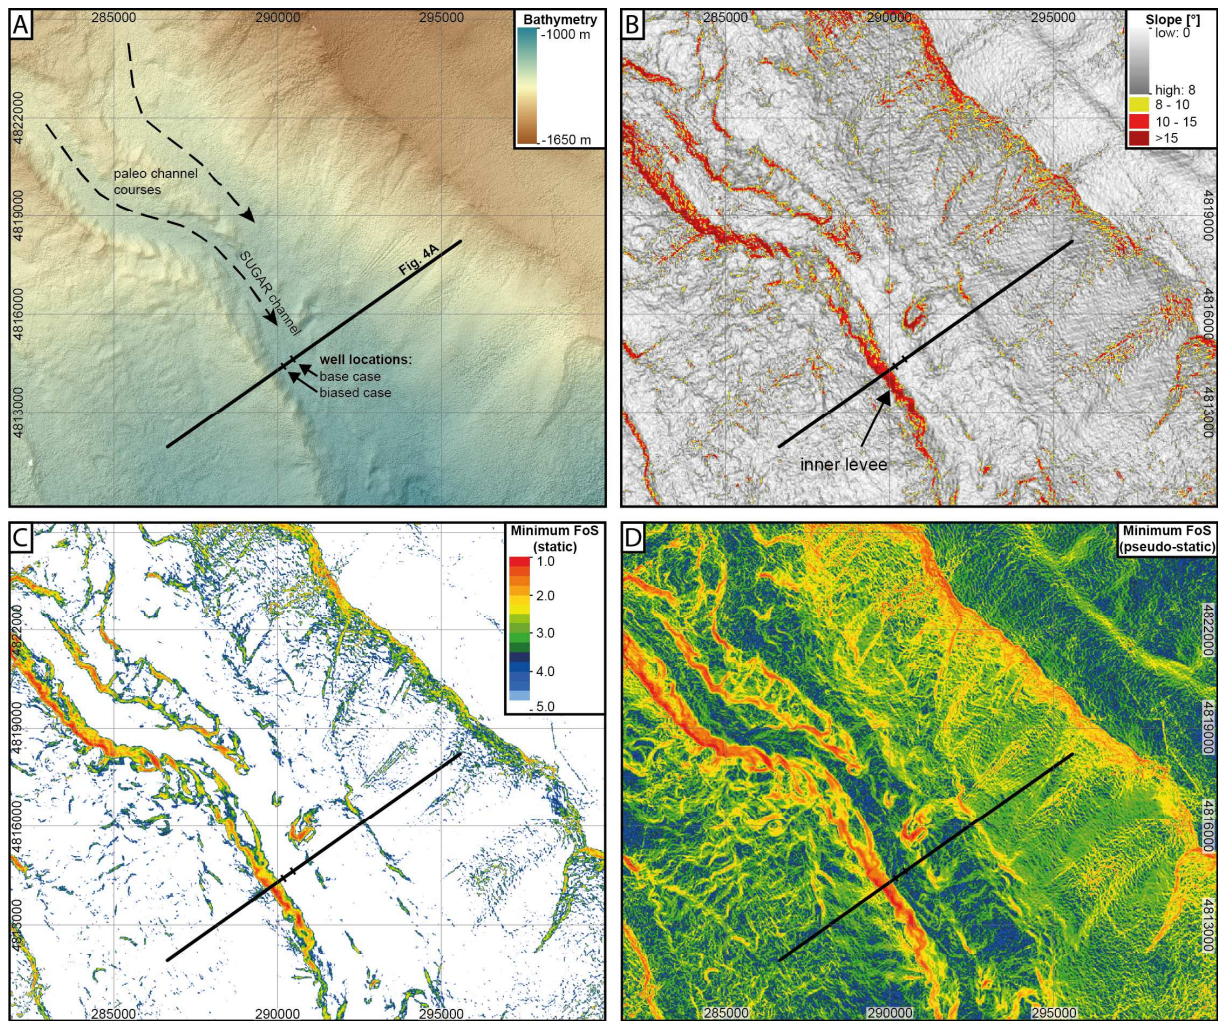 A
285000
290000
295000
Bathymetry
-1000 m
-1650 m
4822000
4819000
4816000
4813000
paleo channel
courses
SUGAR channel
Fig. 4A
well locations:
base case
biased case
B
285000
290000
295000
Slope [°]
low: 0
high: 8
8 - 10
10 - 15
>15
4822000
4819000
4816000
4813000
inner levee
C
Minimum FoS
(static)
1.0
2.0
3.0
4.0
5.0
4822000
4819000
4816000
4813000
285000
290000
295000
D
Minimum FoS
(pseudo-static)
4822000
4819000
4816000
4813000
285000
290000
295000